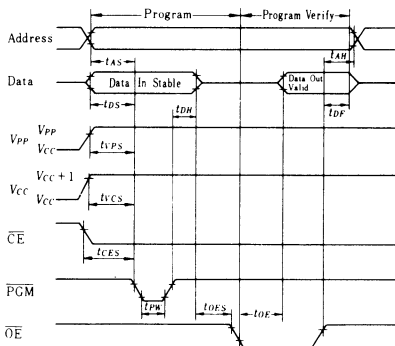 Program
Program Verify
Address
tAS
tAH
Data
Data In Stable
Data Out Valid
tDS
tDH
tDF
VPP
VPP
VCC
tVPS
VCC
VCC + 1
VCC
tVCS
CE
tCES
PGM
tPW
tOES
tOE
OE